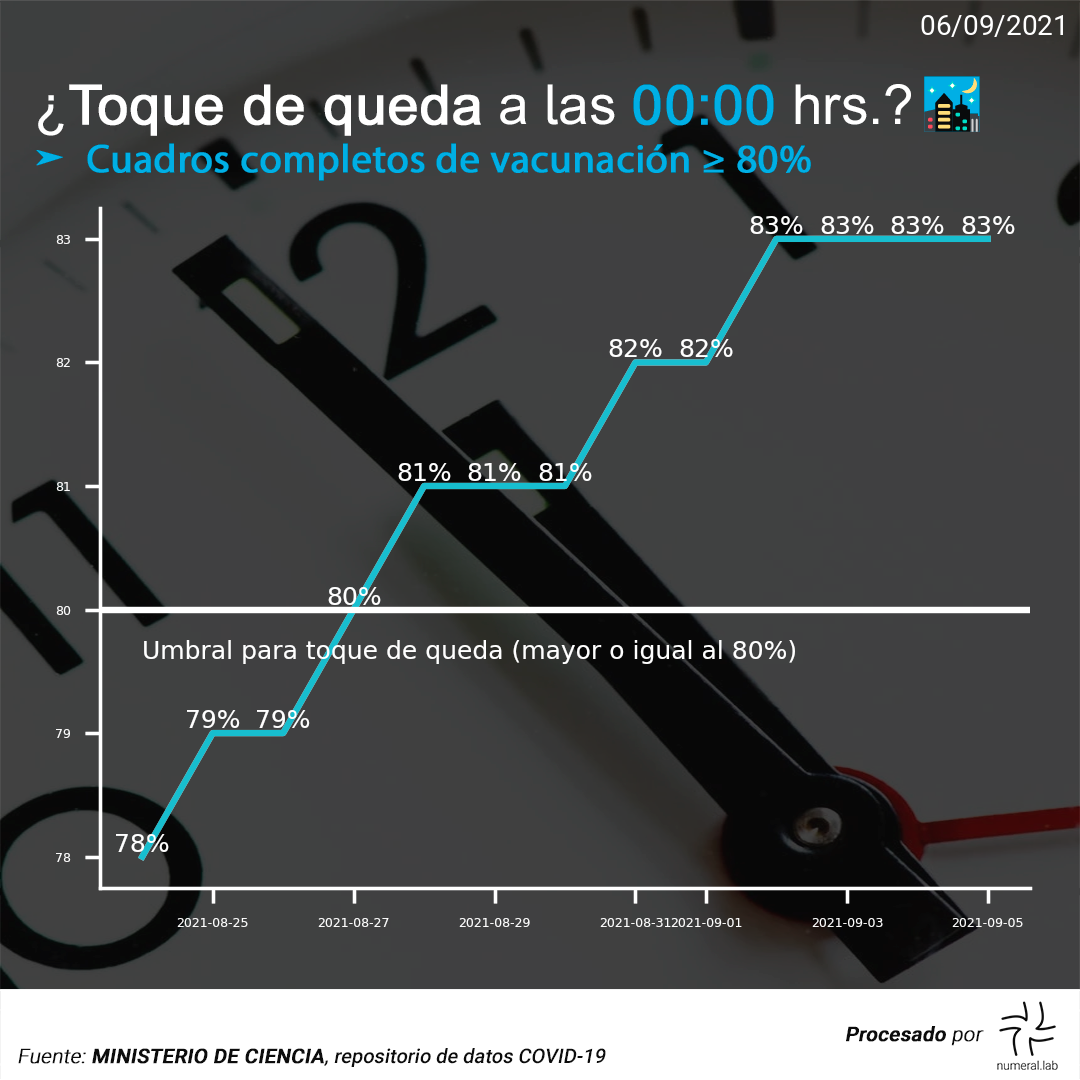 06/09/2021
¿Toque de queda a las 00:00 hrs.?
➤ Cuadros completos de vacunación ≥ 80%
83% 83% 83% 83%
83
82% 82%
82
81% 81% 81%
81
80%
80
Umbral para toque de queda (mayor o igual al 80%)
79% 79%
79
78%
78
2021-08-25 2021-08-27 2021-08-29 2021-08-31 2021-09-01 2021-09-03 2021-09-05
2
1
11
10
Procesado por
numeral.lab
Fuente: MINISTERIO DE CIENCIA, repositorio de datos COVID-19